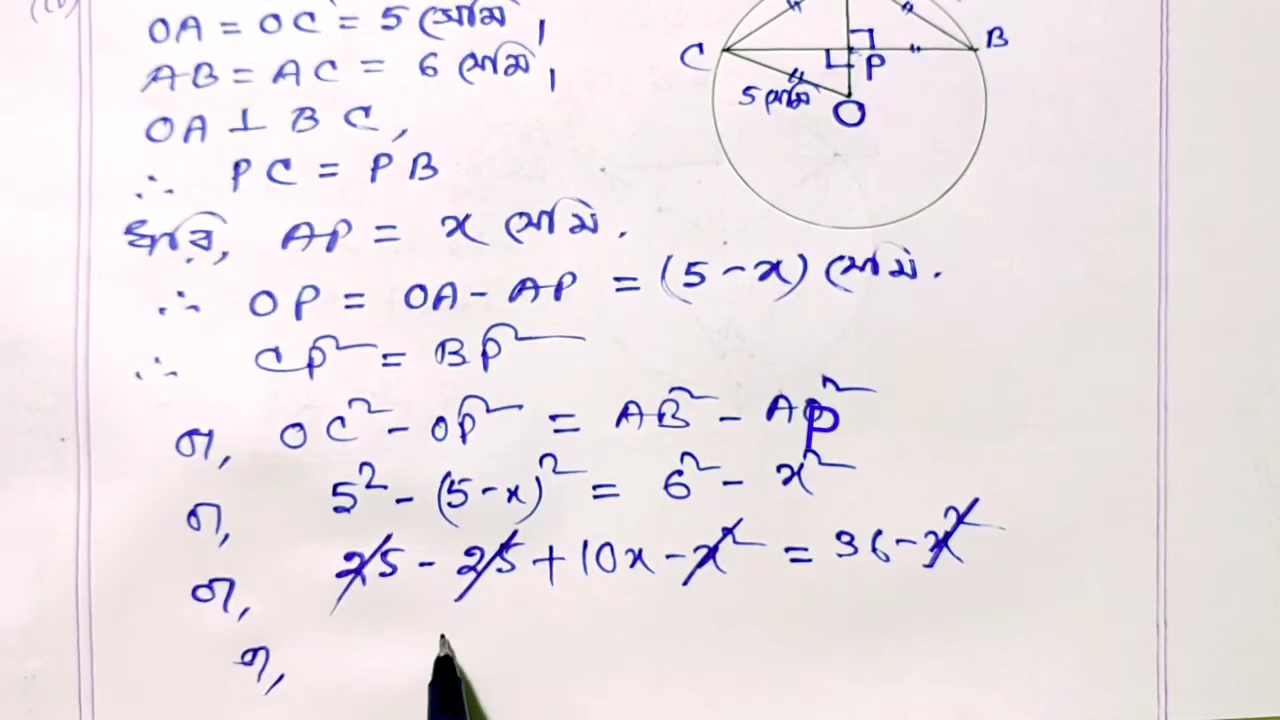 (iv)
OA = OC = 5 সেমি,
AB = AC = 6 সেমি,
OA ⊥ BC,
∴ PC = PB
ধরি, AP = x সেমি.
∴ OP = OA - AP = (5-x) সেমি.
∴ CP² = BP²
বা, OC² - OP² = AB² - AP²
বা, 5² - (5-x)² = 6² - x²
বা, 25 - 25 + 10x - x² = 36 - x²
বা,
C
B
P
5 সেমি
O